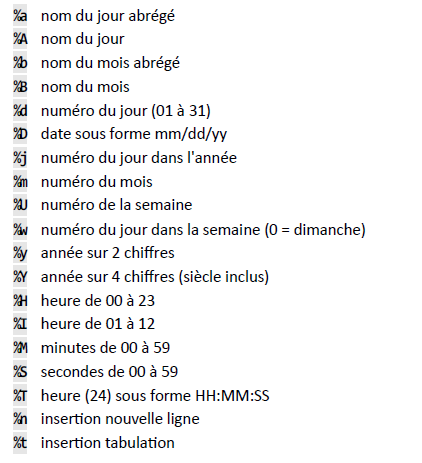 %a nom du jour abrégé
%A nom du jour
%b nom du mois abrégé
%B nom du mois
%d numéro du jour (01 à 31)
%D date sous forme mm/dd/yy
%j numéro du jour dans l'année
%m numéro du mois
%U numéro de la semaine
%w numéro du jour dans la semaine (0 = dimanche)
%y année sur 2 chiffres
%Y année sur 4 chiffres (siècle inclus)
%H heure de 00 à 23
%I heure de 01 à 12
%M minutes de 00 à 59
%S secondes de 00 à 59
%T heure (24) sous forme HH:MM:SS
%n insertion nouvelle ligne
%t insertion tabulation